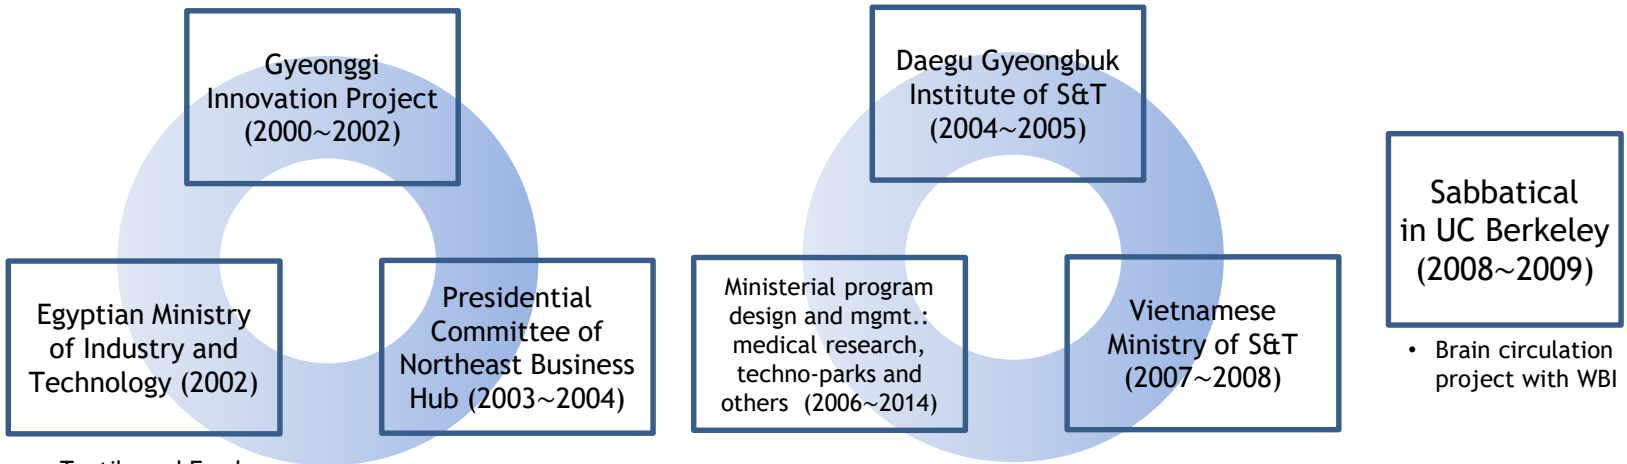 Gyeonggi
Innovation Project
(2000~2002)
Egyptian Ministry
of Industry and
Technology (2002)
Presidential
Committee of
Northeast Business
Hub (2003~2004)
Daegu Gyeongbuk
Institute of S&T
(2004~2005)
Ministerial program
design and mgmt.:
medical research,
techno-parks and
others (2006~2014)
Vietnamese
Ministry of S&T
(2007~2008)
Sabbatical
in UC Berkeley
(2008~2009)
• Brain circulation
project with WBI